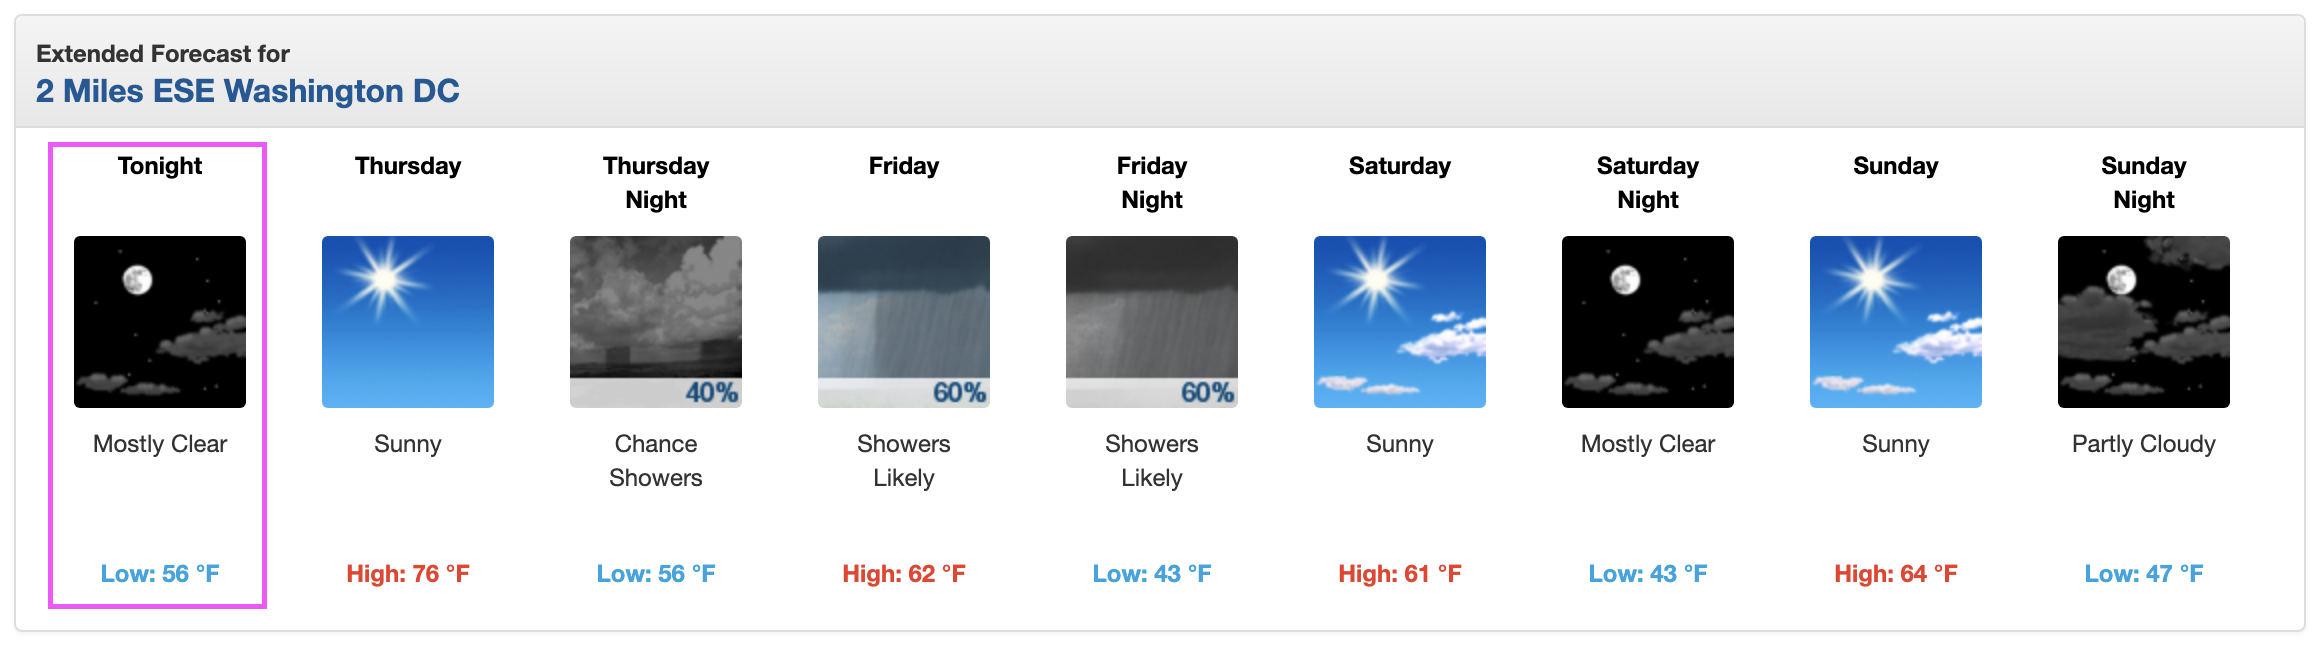 Extended Forecast for
2 Miles ESE Washington DC
Tonight
Mostly Clear
Low: 56 °F
Thursday
Sunny
High: 76 °F
Thursday
Night
40%
Chance
Showers
Low: 56 °F
Friday
60%
Showers
Likely
High: 62 °F
Friday
Night
60%
Showers
Likely
Low: 43 °F
Saturday
Sunny
High: 61 °F
Saturday
Night
Mostly Clear
Low: 43 °F
Sunday
Sunny
High: 64 °F
Sunday
Night
Partly Cloudy
Low: 47 °F